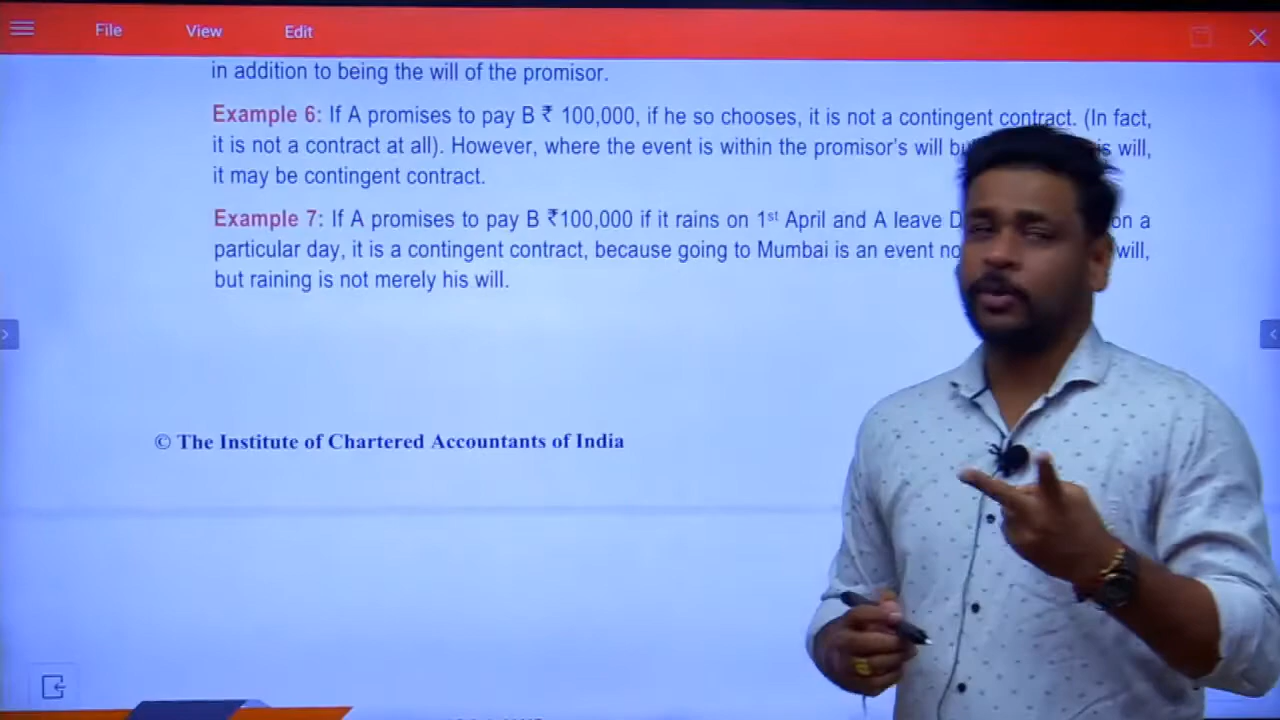 File View Edit
in addition to being the will of the promisor.
Example 6: If A promises to pay B ₹ 100,000, if he so chooses, it is not a contingent contract. (In fact,
it is not a contract at all). However, where the event is within the promisor's will will,
it may be contingent contract.
Example 7: If A promises to pay B ₹100,000 if it rains on 1st April and A leave on a
particular day, it is a contingent contract, because going to Mumbai is an event will,
but raining is not merely his will.
© The Institute of Chartered Accountants of India